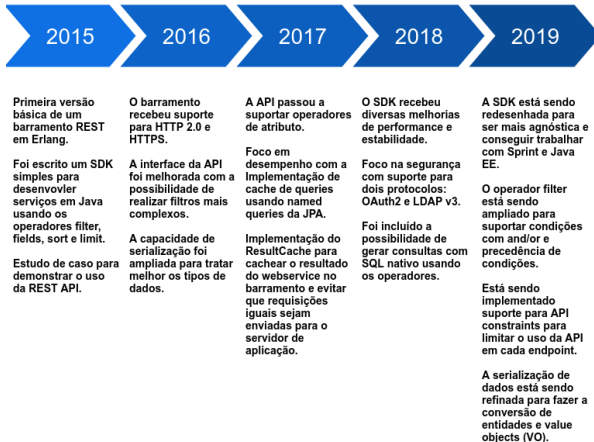 2015
2016
2017
2018
2019
Primeira versão
básica de um
barramento REST
em Erlang.
Foi escrito um SDK
simples para
desenvovler
serviços em Java
usando os
operadores filter,
fields, sort e limit.
Estudo de caso para
demonstrar o uso
da REST API.
O barramento
recebeu suporte
para HTTP 2.0 e
HTTPS.
A interface da API
foi melhorada com a
possibilidade de
realizar filtros mais
complexos.
A capacidade de
serialização foi
ampliada para tratar
melhor os tipos de
dados.
A API passou a
suportar operadores
de atributo.
Foco em
desempenho com a
Implementação de
cache de queries
usando named
queries da JPA.
Implementação do
ResultCache para
cachear o resultado
do webservice no
barramento e evitar
que requisições
iguais sejam
enviadas para o
servidor de
aplicação.
O SDK recebeu
diversas melhorias
de performance e
estabilidade.
Foco na segurança
com suporte para
dois protocolos:
OAuth2 e LDAP v3.
Foi incluído a
possibilidade de
gerar consultas com
SQL nativo usando
os operadores.
A SDK está sendo
redesenhada para
ser mais agnóstica e
conseguir trabalhar
com Sprint e Java
EE.
O operador filter
está sendo
ampliado para
suportar condições
com and/or e
precedência de
condições.
Está sendo
implementado
suporte para API
constraints para
limitar o uso da API
em cada endpoint.
A serialização de
dados está sendo
refinada para fazer a
conversão de
entidades e value
objects (VO).